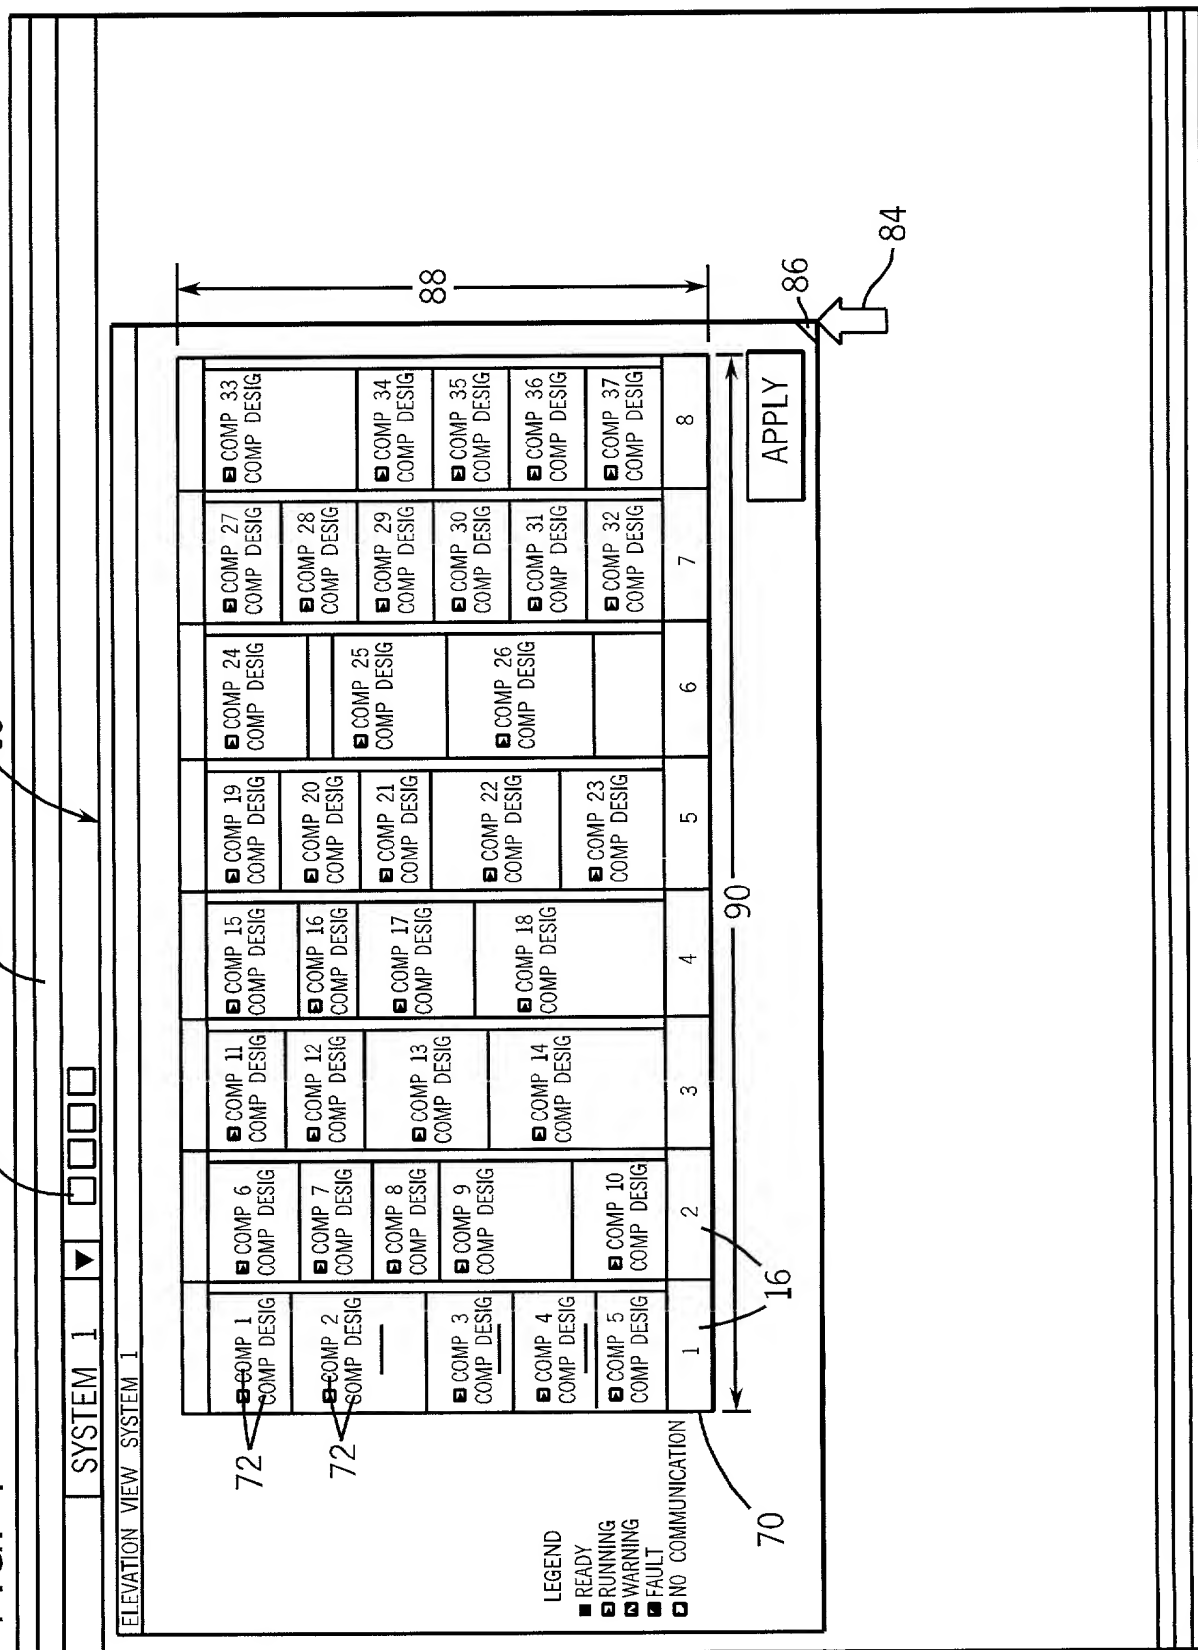 SYSTEM 1
ELEVATION VIEW SYSTEM 1
COMP 1
COMP DESIG
COMP 2
COMP DESIG
COMP 3
COMP DESIG
COMP 4
COMP DESIG
COMP 5
COMP DESIG
1
COMP 6
COMP DESIG
COMP 7
COMP DESIG
COMP 8
COMP DESIG
COMP 9
COMP DESIG
COMP 10
COMP DESIG
2
COMP 11
COMP DESIG
COMP 12
COMP DESIG
COMP 13
COMP DESIG
COMP 14
COMP DESIG
3
COMP 15
COMP DESIG
COMP 16
COMP DESIG
COMP 17
COMP DESIG
COMP 18
COMP DESIG
4
COMP 19
COMP DESIG
COMP 20
COMP DESIG
COMP 21
COMP DESIG
COMP 22
COMP DESIG
COMP 23
COMP DESIG
5
COMP 24
COMP DESIG
COMP 25
COMP DESIG
COMP 26
COMP DESIG
6
COMP 27
COMP DESIG
COMP 28
COMP DESIG
COMP 29
COMP DESIG
COMP 30
COMP DESIG
COMP 31
COMP DESIG
COMP 32
COMP DESIG
7
COMP 33
COMP DESIG
COMP 34
COMP DESIG
COMP 35
COMP DESIG
COMP 36
COMP DESIG
COMP 37
COMP DESIG
8
72
72
88
LEGEND
READY
RUNNING
WARNING
FAULT
NO COMMUNICATION
70
16
90
APPLY
86
84